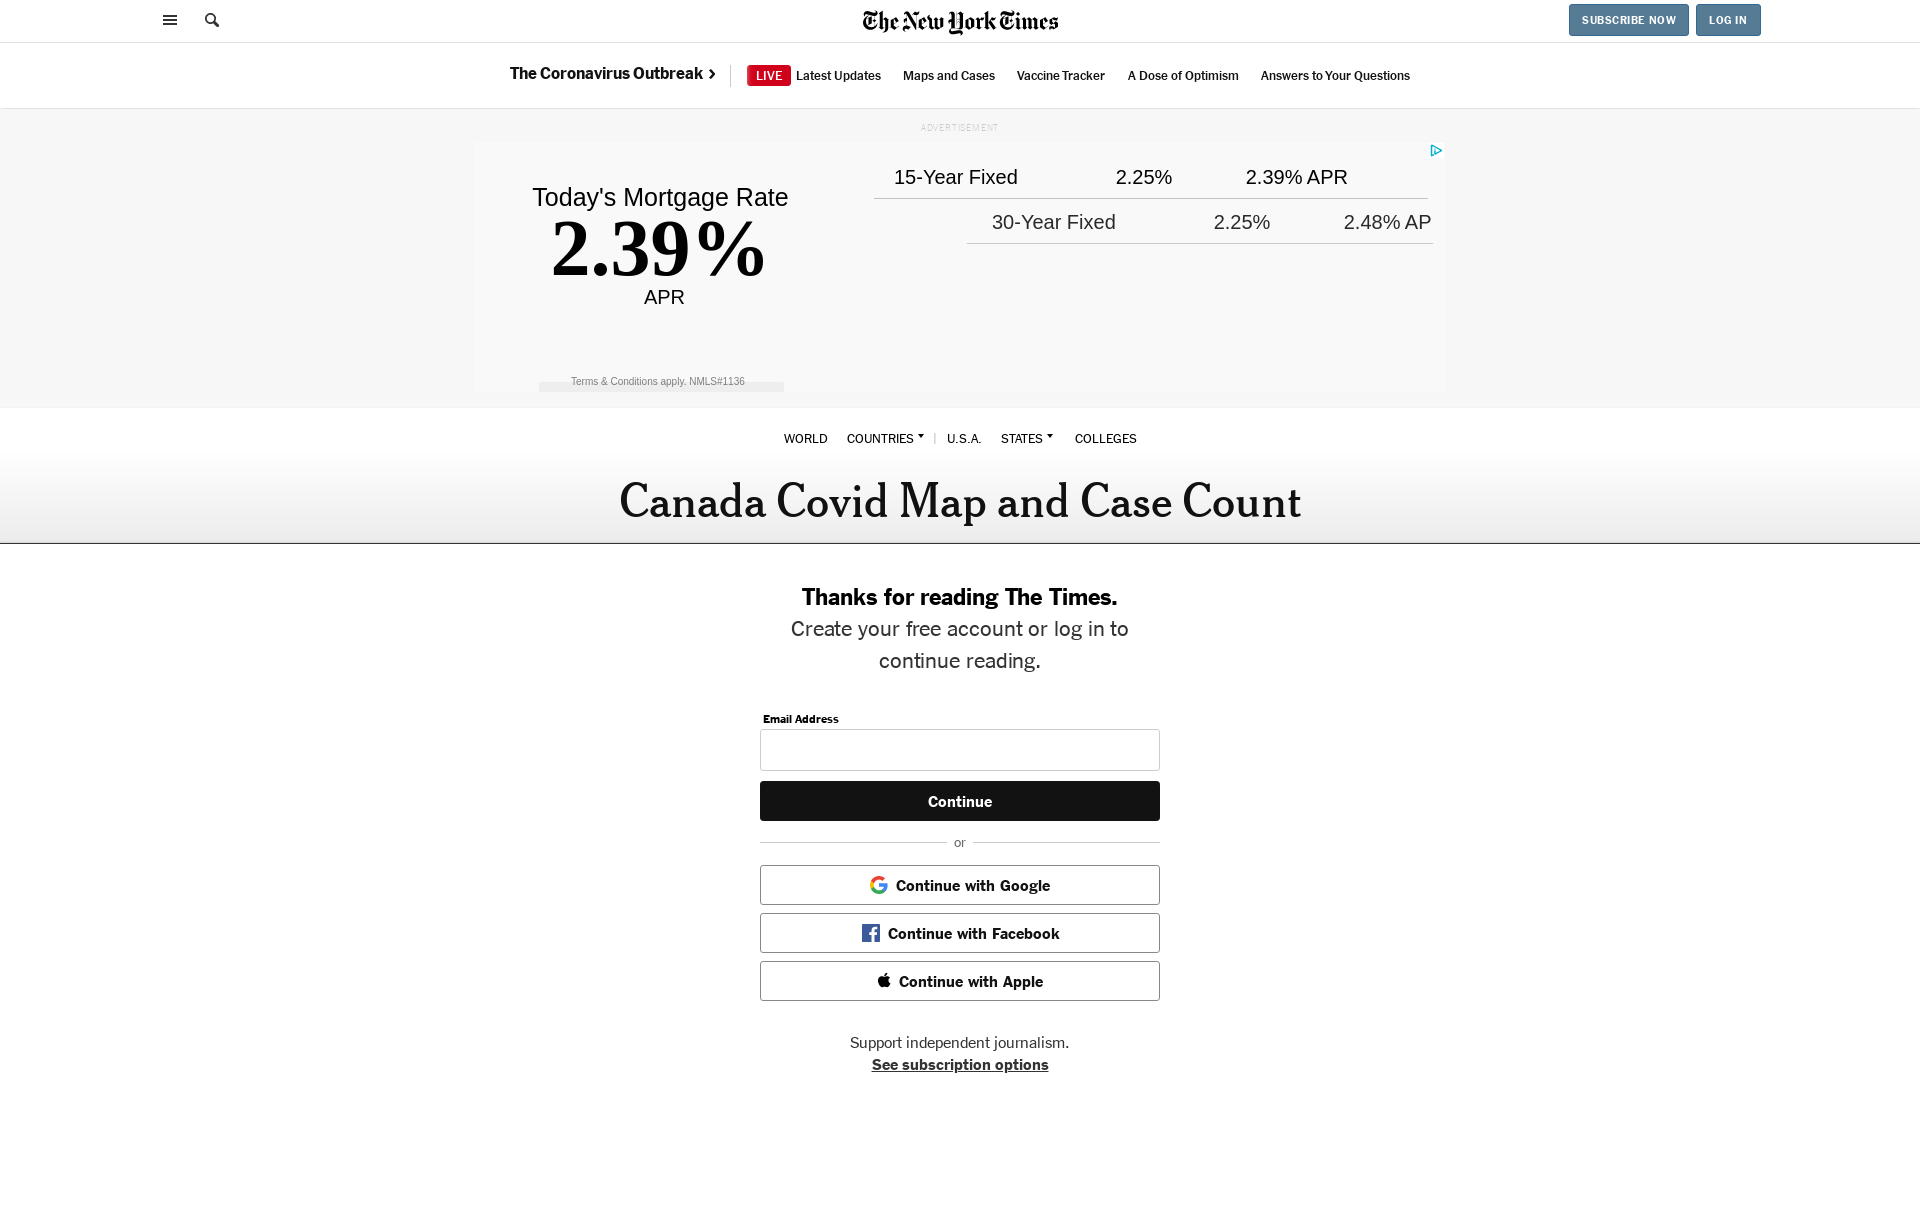 The New York Times
SUBSCRIBE NOW
LOG IN
The Coronavirus Outbreak ›
LIVE Latest Updates
Maps and Cases
Vaccine Tracker
A Dose of Optimism
Answers to Your Questions
ADVERTISEMENT
Today's Mortgage Rate
2.39%
APR
Terms & Conditions apply. NMLS#1136
15-Year Fixed 2.25% 2.39% APR
30-Year Fixed 2.25% 2.48% AP
WORLD COUNTRIES | U.S.A. STATES COLLEGES
Canada Covid Map and Case Count
Thanks for reading The Times.
Create your free account or log in to
continue reading.
Email Address
Continue
or
Continue with Google
Continue with Facebook
Continue with Apple
Support independent journalism.
See subscription options